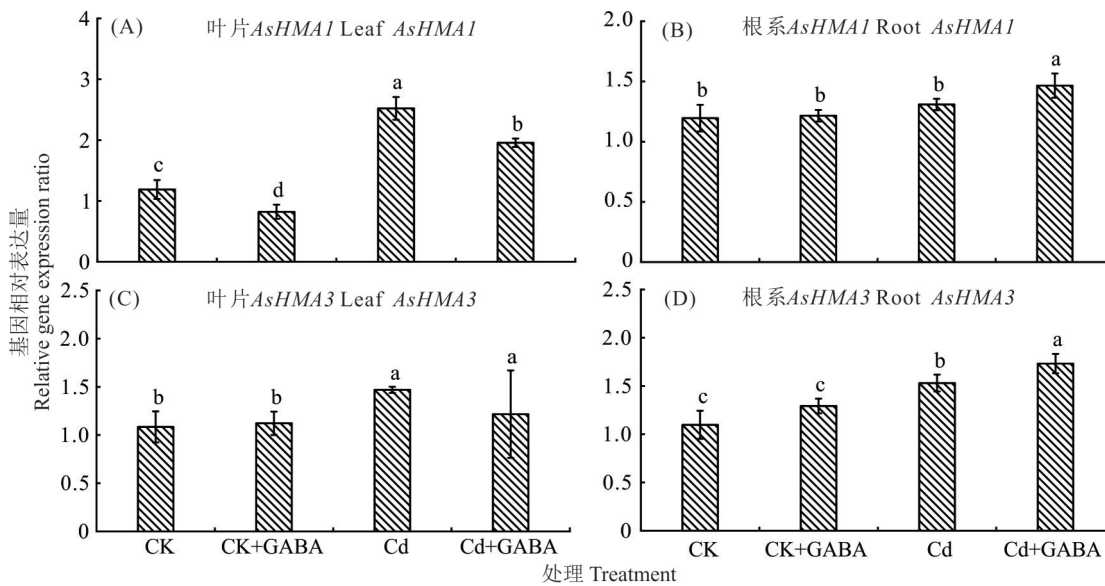 (A) 叶片AsHMA1 Leaf AsHMA1
4
3
2
1
0
c
d
a
b
(B) 根系AsHMA1 Root AsHMA1
2.0
1.5
1.0
0.5
0
b
b
b
a
(C) 叶片AsHMA3 Leaf AsHMA3
2.5
2.0
1.5
1.0
0.5
0
b
b
a
a
CK CK+GABA Cd Cd+GABA
(D) 根系AsHMA3 Root AsHMA3
2.5
2.0
1.5
1.0
0.5
0
c
c
b
a
CK CK+GABA Cd Cd+GABA
基因相对表达量
Relative gene expression ratio
处理 Treatment